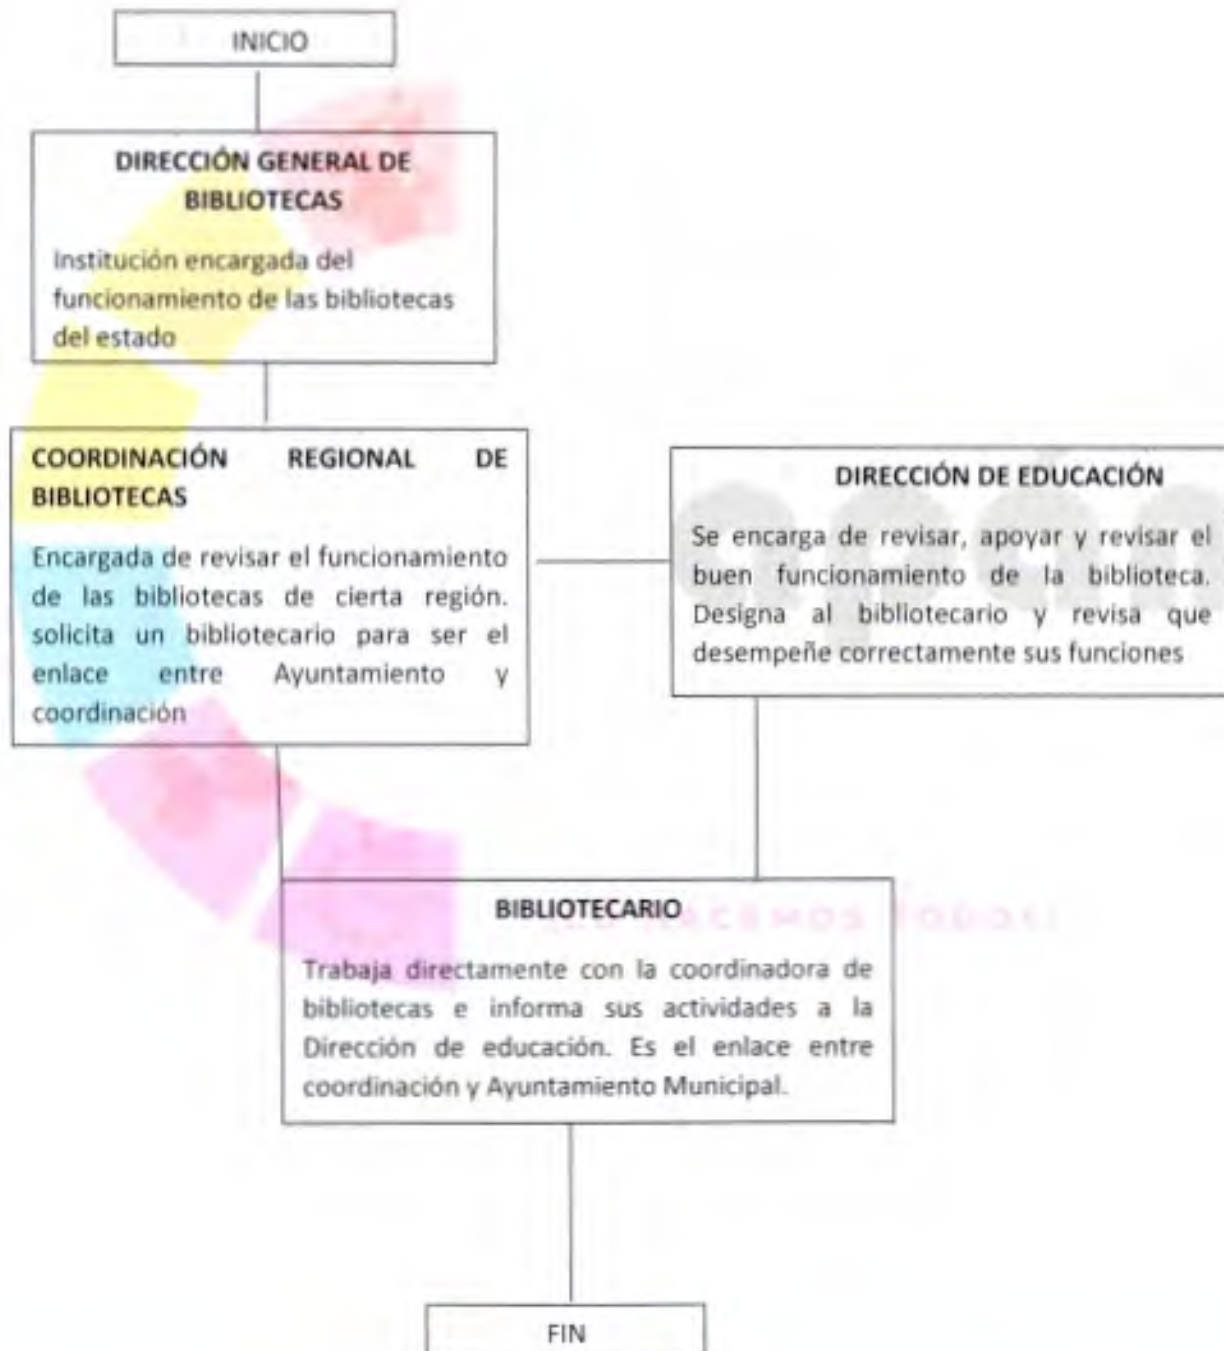 INICIO
DIRECCIÓN GENERAL DE
BIBLIOTECAS
Institución encargada del
funcionamiento de las bibliotecas
del estado
COORDINACIÓN REGIONAL DE
BIBLIOTECAS
Encargada de revisar el funcionamiento
de las bibliotecas de cierta región.
solicita un bibliotecario para ser el
enlace entre Ayuntamiento y
coordinación
DIRECCIÓN DE EDUCACIÓN
Se encarga de revisar, apoyar y revisar el
buen funcionamiento de la biblioteca.
Designa al bibliotecario y revisa que
desempeñe correctamente sus funciones
BIBLIOTECARIO
Trabaja directamente con la coordinadora de
bibliotecas e informa sus actividades a la
Dirección de educación. Es el enlace entre
coordinación y Ayuntamiento Municipal.
FIN